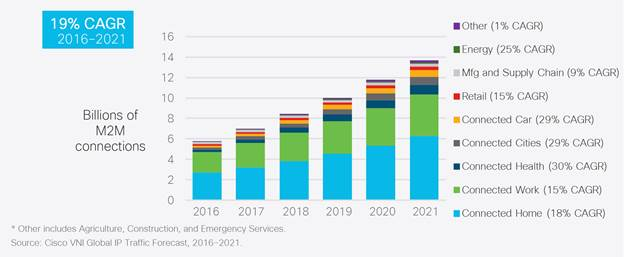 19% CAGR
2016–2021
Billions of
M2M
connections
16
14
12
10
8
6
4
2
0
2016 2017 2018 2019 2020 2021
Other (1% CAGR)
Energy (25% CAGR)
Mfg and Supply Chain (9% CAGR)
Retail (15% CAGR)
Connected Car (29% CAGR)
Connected Cities (29% CAGR)
Connected Health (30% CAGR)
Connected Work (15% CAGR)
Connected Home (18% CAGR)
* Other includes Agriculture, Construction, and Emergency Services.
Source: Cisco VNI Global IP Traffic Forecast, 2016–2021.